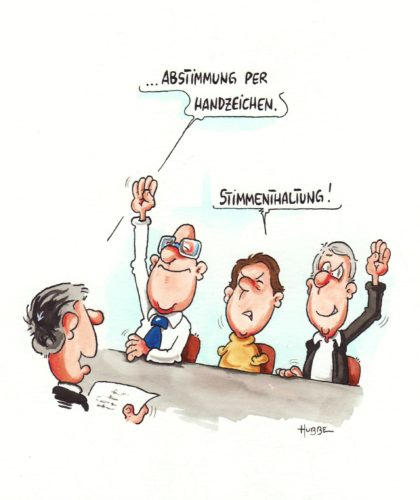 ... ABSTIMMUNG PER
HANDZEICHEN.
STIMMENTHALTUNG!
HUBBE